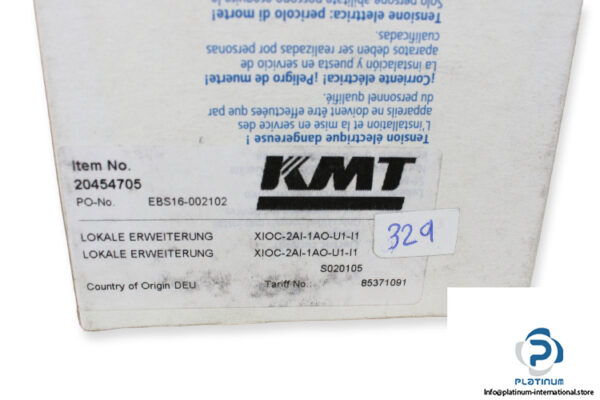 Solo personas
Tensione elettrica: pericolo di morte!
cualificadas.
aparatos deben ser realizadas por personas
La instalación y puesta en servicio de
¡Corriente eléctrica! ¡Peligro de muerte!
du personnel qualifié.
appareils ne doivent être effectuées que par
L'installation et la mise en service des
Tension électrique dangereuse !
Item No.
20454705
KMT
PO-No. EBS16-002102
LOKALE ERWEITERUNG XIOC-2AI-1AO-U1-I1
LOKALE ERWEITERUNG XIOC-2AI-1AO-U1-I1
329
S020105
Country of Origin DEU Tariff No.: 85371091
PLATINUM
Info@platinum-international.store